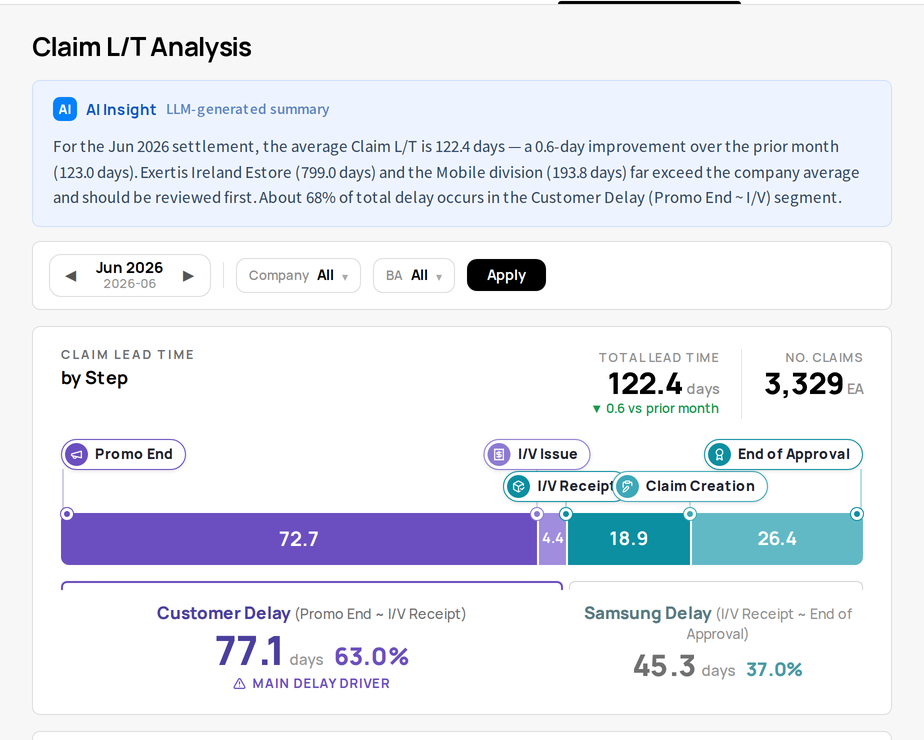 Claim L/T Analysis
AI AI Insight LLM-generated summary
For the Jun 2026 settlement, the average Claim L/T is 122.4 days — a 0.6-day improvement over the prior month
(123.0 days). Exertis Ireland Estore (799.0 days) and the Mobile division (193.8 days) far exceed the company average
and should be reviewed first. About 68% of total delay occurs in the Customer Delay (Promo End ~ I/V) segment.
◀ Jun 2026 ▶
2026-06
Company All ▼
BA All ▼
Apply
CLAIM LEAD TIME
by Step
TOTAL LEAD TIME
122.4 days
▼ 0.6 vs prior month
NO. CLAIMS
3,329 EA
Promo End
I/V Issue
End of Approval
I/V Receipt
Claim Creation
72.7
4.4
18.9
26.4
Customer Delay (Promo End ~ I/V Receipt)
77.1 days 63.0%
MAIN DELAY DRIVER
Samsung Delay (I/V Receipt ~ End of
Approval)
45.3 days 37.0%